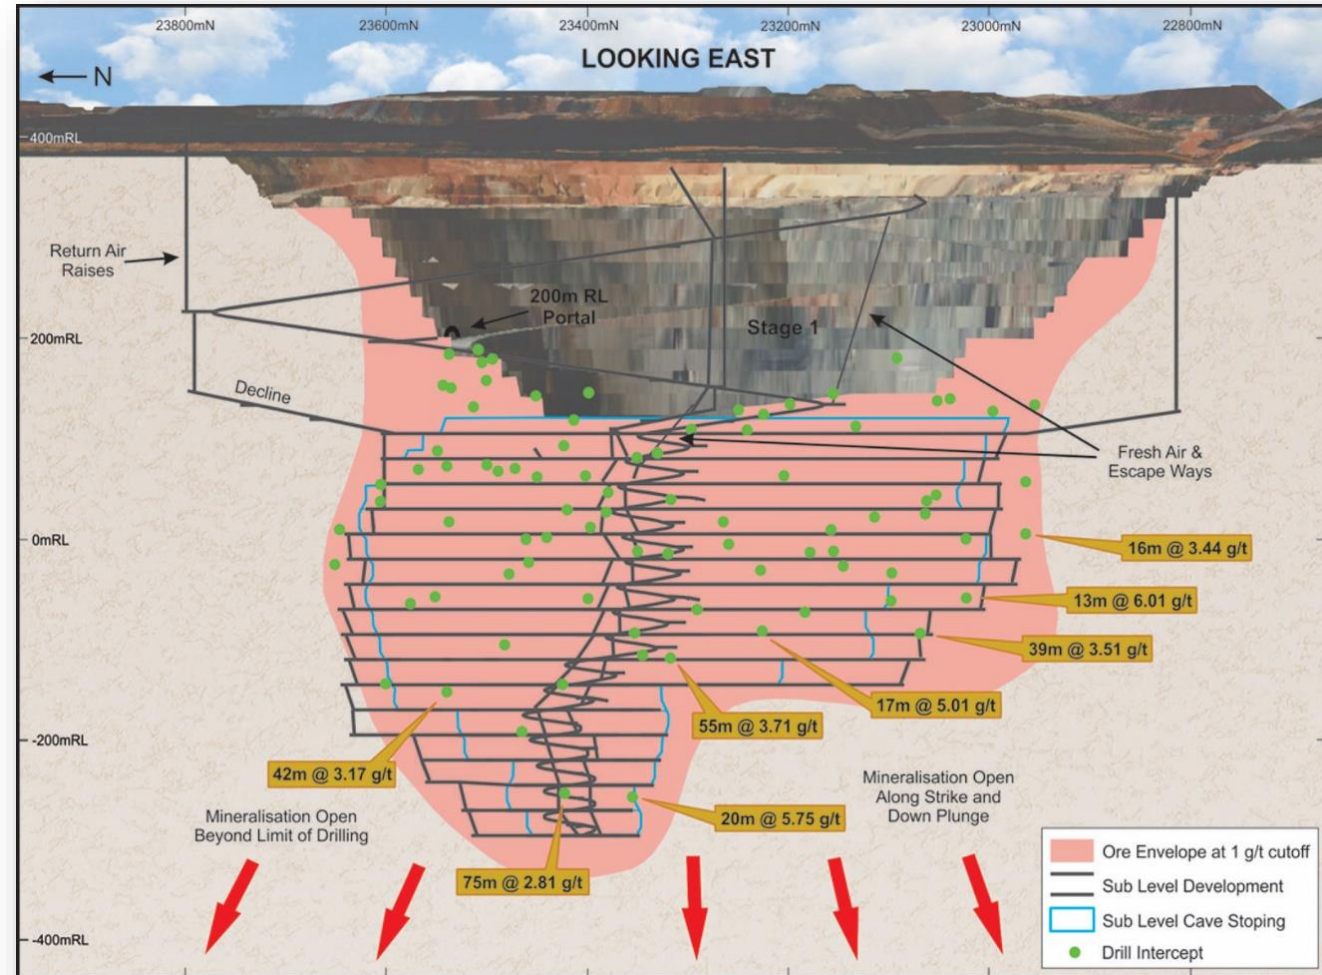 23800mN
23600mN
23400mN
23200mN
23000mN
22800mN
LOOKING EAST
N
400mRL
Return Air
Raises
200m RL
Portal
Stage 1
200mRL
Decline
Fresh Air &
Escape Ways
0mRL
16m @ 3.44 g/t
13m @ 6.01 g/t
39m @ 3.51 g/t
17m @ 5.01 g/t
55m @ 3.71 g/t
-200mRL
42m @ 3.17 g/t
Mineralisation Open
Along Strike and
Down Plunge
Mineralisation Open
Beyond Limit of Drilling
20m @ 5.75 g/t
75m @ 2.81 g/t
Ore Envelope at 1 g/t cutoff
Sub Level Development
Sub Level Cave Stoping
Drill Intercept
-400mRL